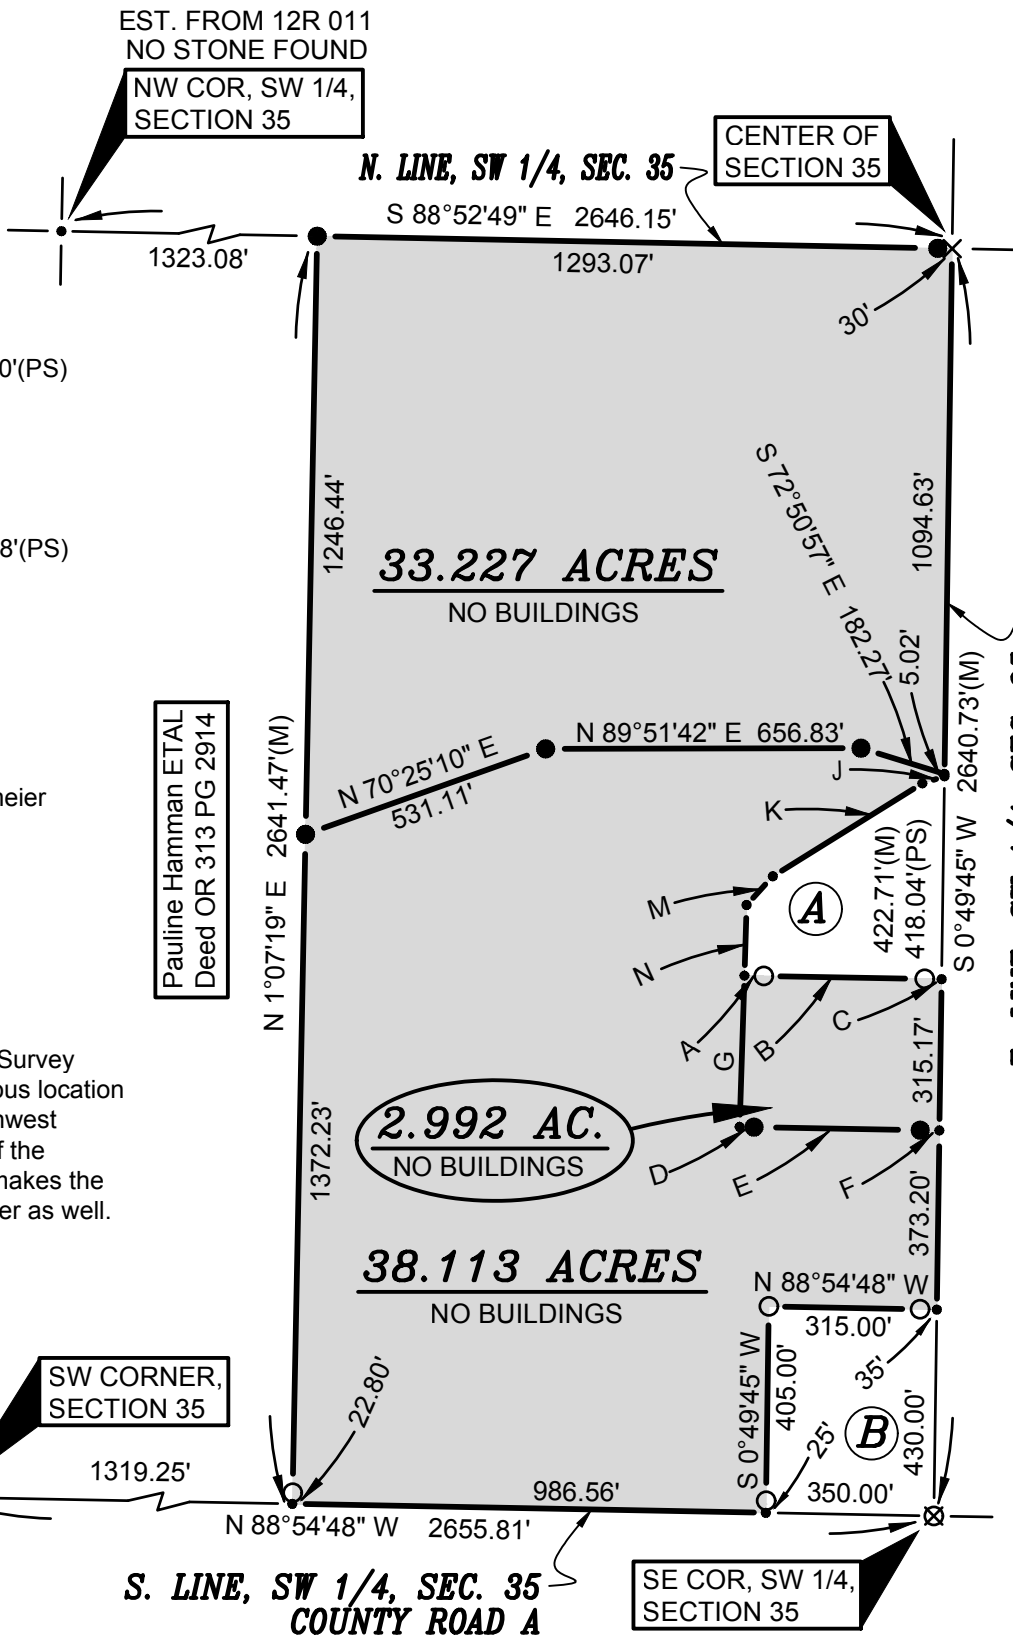 EST. FROM 12R 011
NO STONE FOUND
NW COR, SW 1/4,
SECTION 35
CENTER OF
SECTION 35
N. LINE, SW 1/4, SEC. 35
S 88°52'49" E 2646.15'
1323.08'
1293.07'
30'
0'(PS)
8'(PS)
1246.44'
1094.63'
S 72°50'57" E 182.27'
5.02'
33.227 ACRES
NO BUILDINGS
2640.73'(M)
S 0°49'45" W
Pauline Hamman ETAL
Deed OR 313 PG 2914
N 1°07'19" E 2641.47'(M)
N 70°25'10" E
531.11'
N 89°51'42" E 656.83'
J
K
neier
M
A
422.71'(M)
418.04'(PS)
N
A
B
C
G
315.17'
Survey
ous location
nwest
f the
makes the
er as well.
1372.23'
2.992 AC.
NO BUILDINGS
D
E
F
373.20'
38.113 ACRES
NO BUILDINGS
N 88°54'48" W
315.00'
35'
S 0°49'45" W
405.00'
25'
B
430.00'
350.00'
SW CORNER,
SECTION 35
22.80'
1319.25'
986.56'
N 88°54'48" W 2655.81'
S. LINE, SW 1/4, SEC. 35
COUNTY ROAD A
SE COR, SW 1/4,
SECTION 35